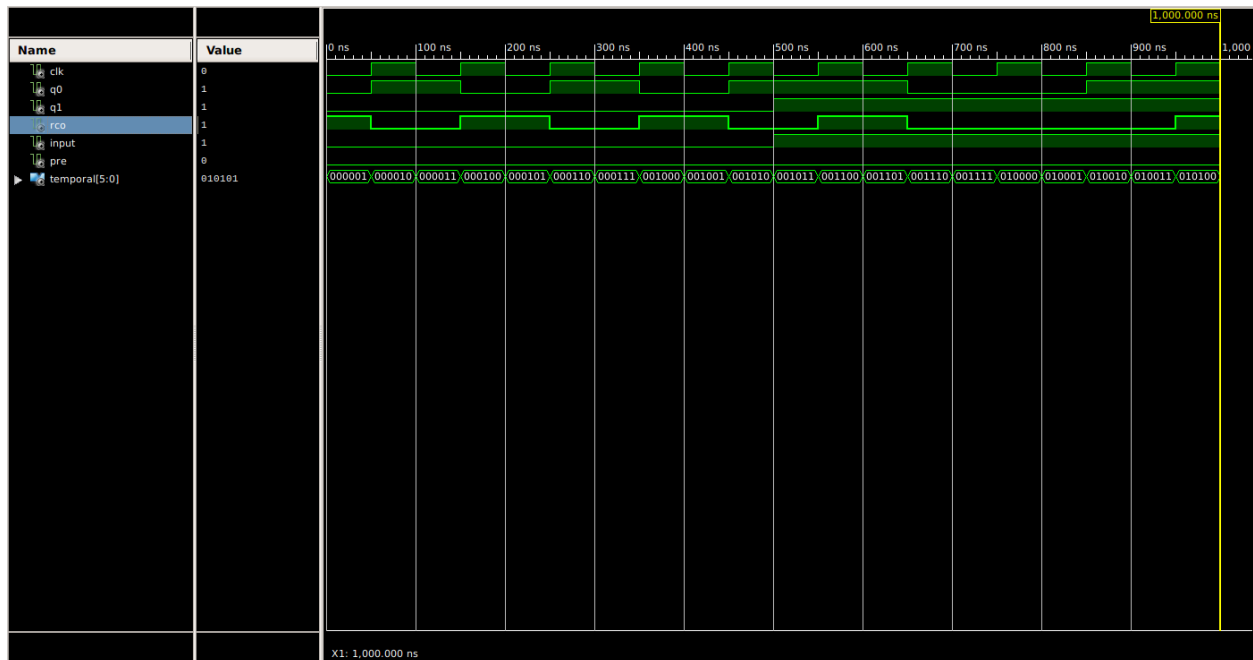 1,000.000 ns
Name Value 0 ns 100 ns 200 ns 300 ns 400 ns 500 ns 600 ns 700 ns 800 ns 900 ns 1,000
clk 0
q0 1
q1 1
rco 1
input 1
pre 0
temporal[5:0] 010101 000001 000010 000011 000100 000101 000110 000111 001000 001001 001010 001011 001100 001101 001110 001111 010000 010001 010010 010011 010100
X1: 1,000.000 ns